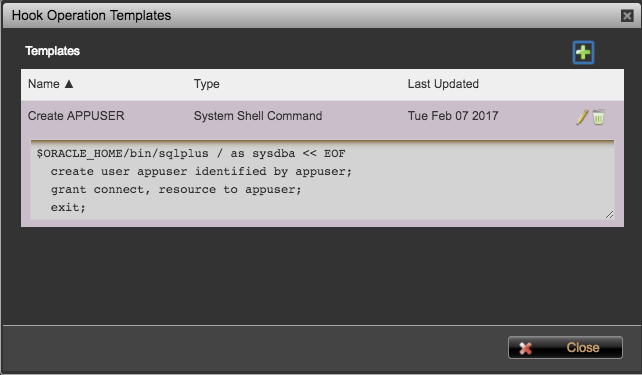 Hook Operation Templates
Templates
Name ▲ Type Last Updated
Create APPUSER System Shell Command Tue Feb 07 2017
$ORACLE_HOME/bin/sqlplus / as sysdba << EOF
  create user appuser identified by appuser;
  grant connect, resource to appuser;
  exit;
Close